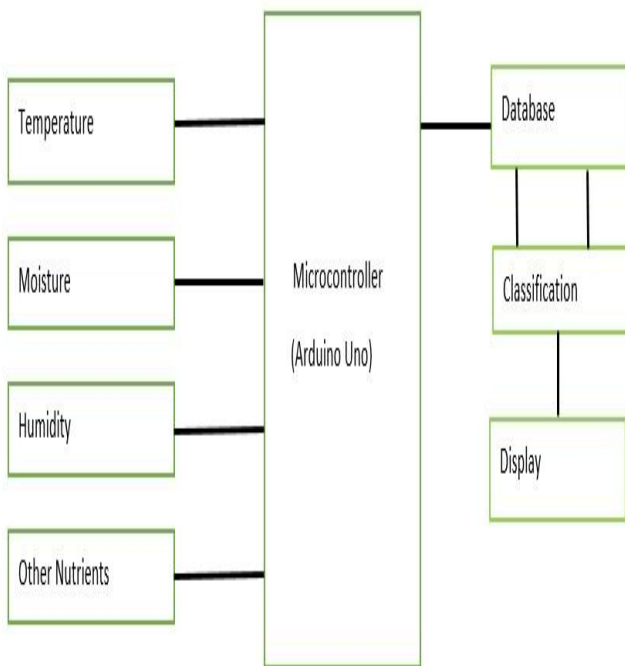 Temperature
Moisture
Humidity
Other Nutrients
Microcontroller
(Arduino Uno)
Database
Classification
Display